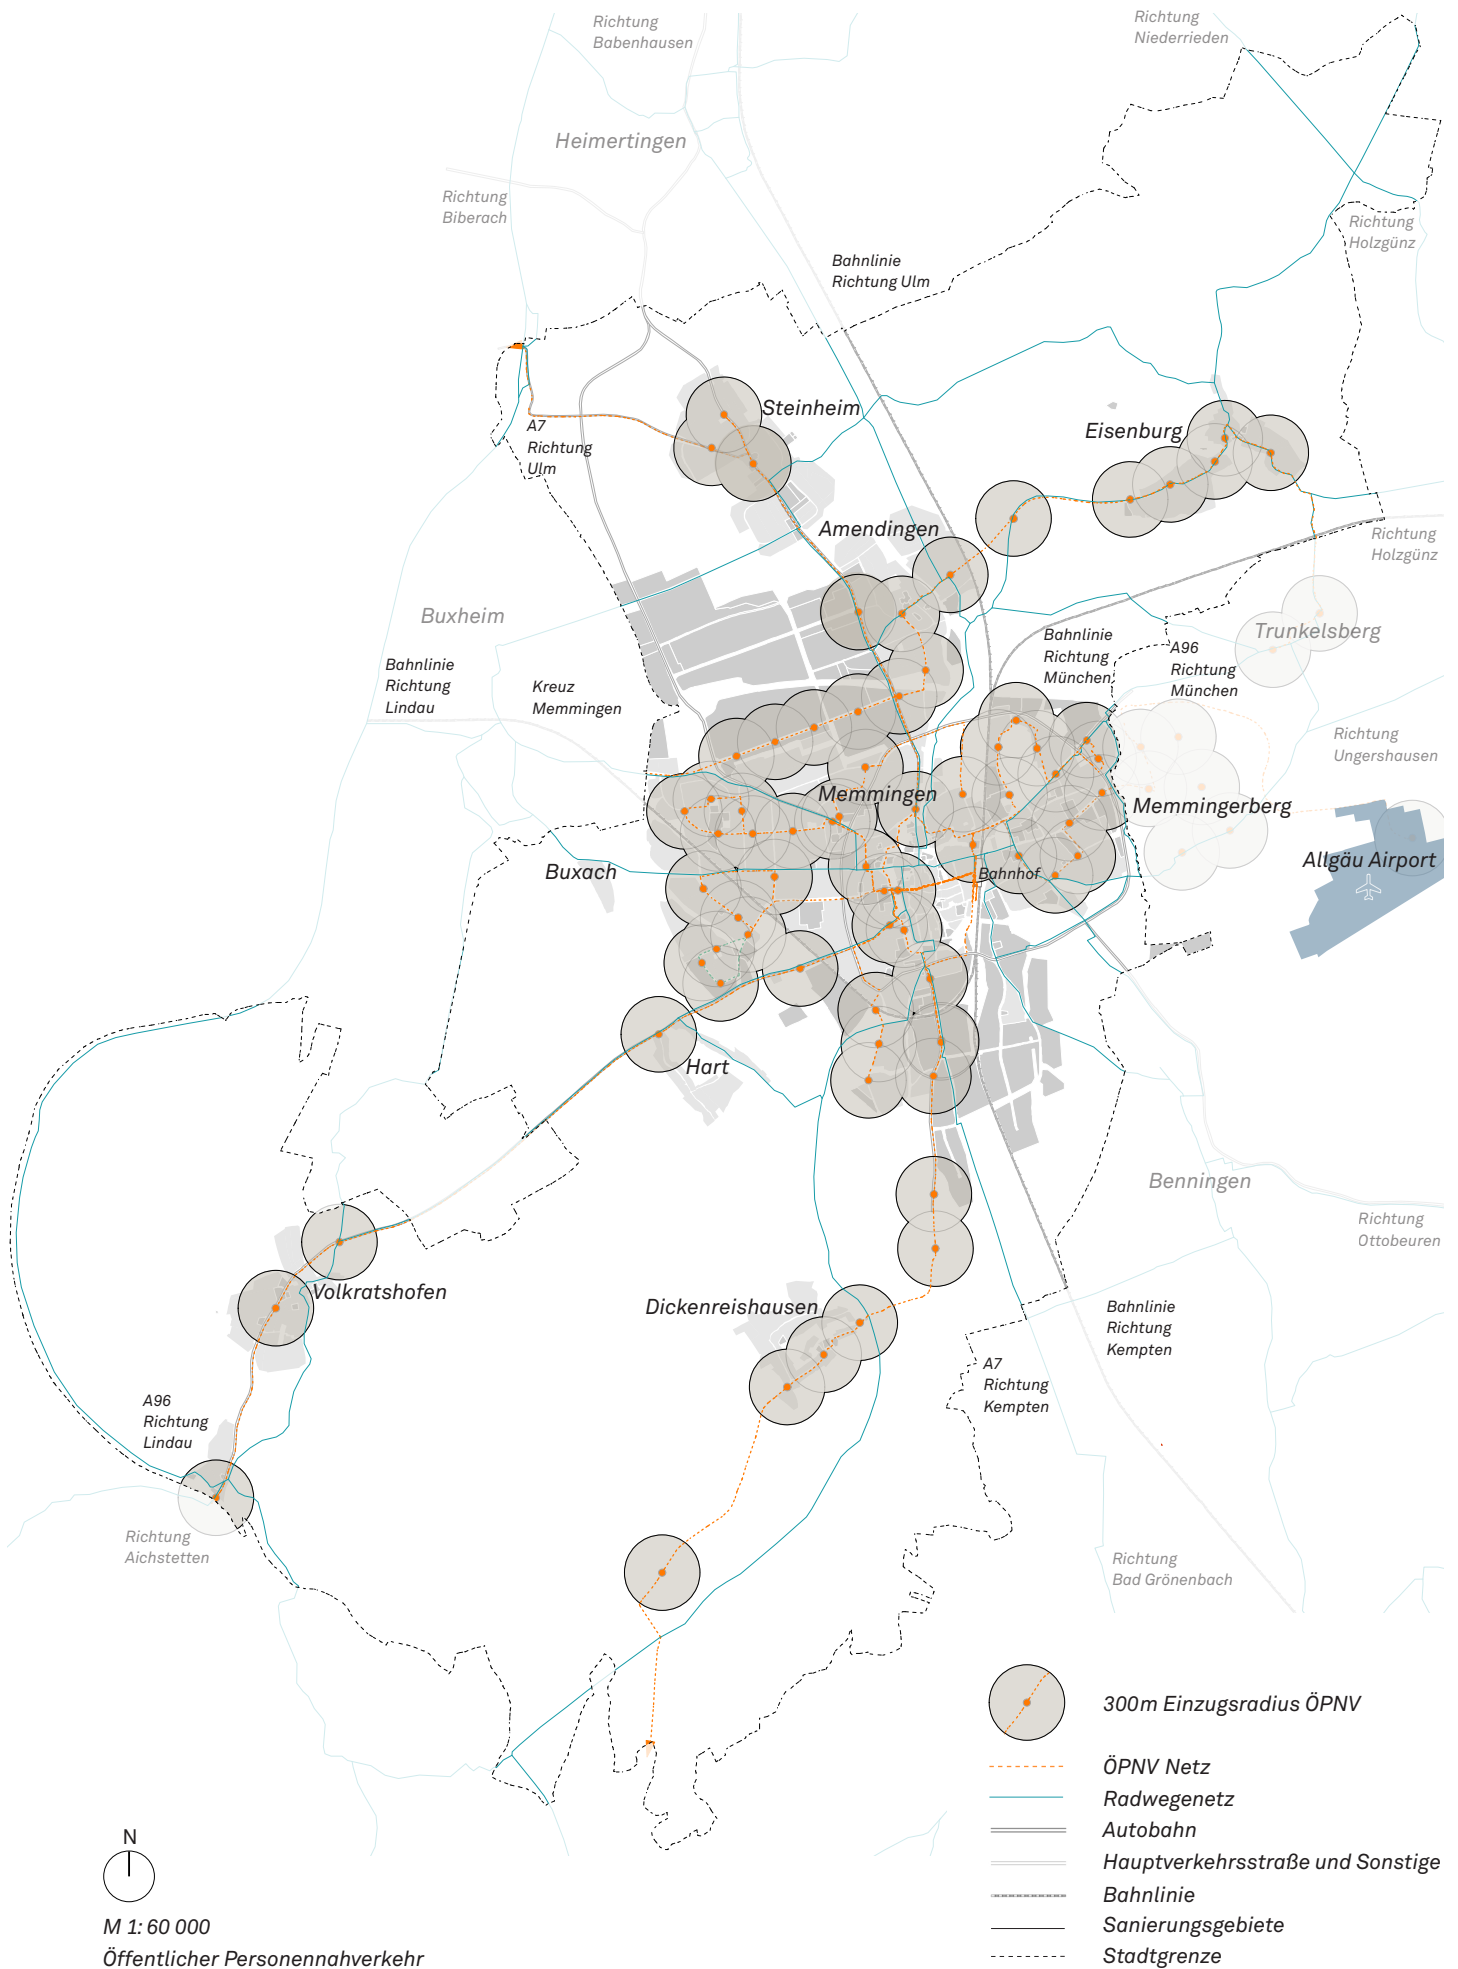 Richtung
Babenhausen
Richtung
Niederrieden
Heimertingen
Richtung
Biberach
Richtung
Holzgünz
Bahnlinie
Richtung Ulm
Steinheim
A7
Richtung
Ulm
Eisenburg
Amendingen
Richtung
Holzgünz
Buxheim
Trunkelsberg
Bahnlinie
Richtung
München
A96
Richtung
München
Bahnlinie
Richtung
Lindau
Kreuz
Memmingen
Richtung
Ungershausen
Memmingen
Memmingerberg
Allgäu Airport
Buxach
Bahnhof
Hart
Benningen
Richtung
Ottobeuren
Volkratshofen
Dickenreishausen
Bahnlinie
Richtung
Kempten
A7
Richtung
Kempten
A96
Richtung
Lindau
Richtung
Aichstetten
Richtung
Bad Grönenbach
300m Einzugsradius ÖPNV
ÖPNV Netz
Radwegenetz
Autobahn
Hauptverkehrsstraße und Sonstige
Bahnlinie
Sanierungsgebiete
Stadtgrenze
N
M 1: 60 000
Öffentlicher Personennahverkehr